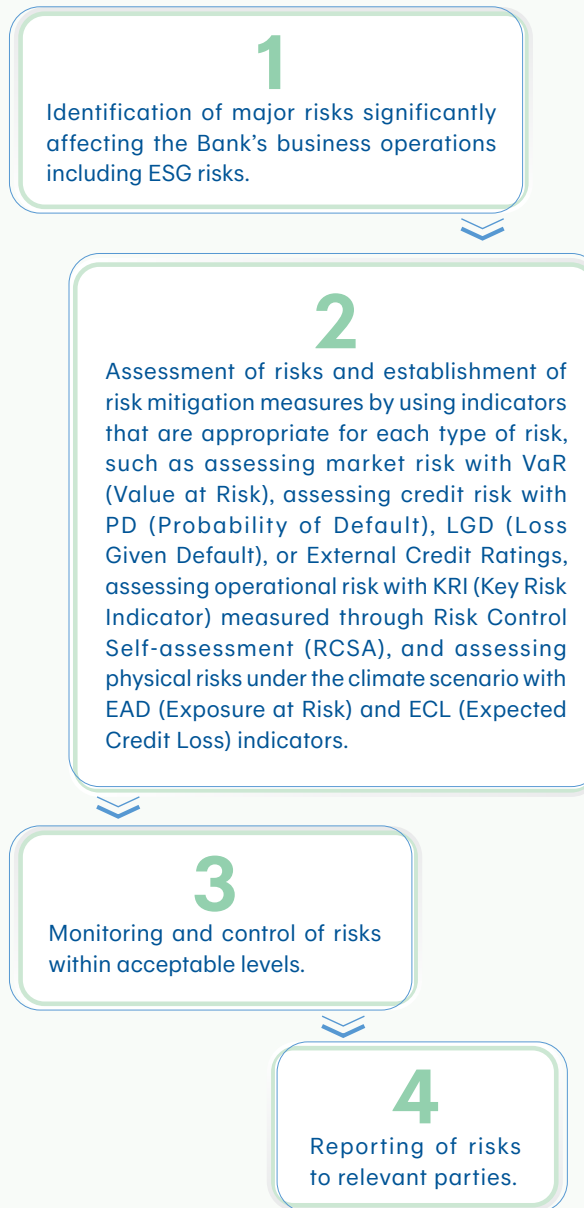 1
Identification of major risks significantly
affecting the Bank’s business operations
including ESG risks.
2
Assessment of risks and establishment of
risk mitigation measures by using indicators
that are appropriate for each type of risk,
such as assessing market risk with VaR
(Value at Risk), assessing credit risk with
PD (Probability of Default), LGD (Loss
Given Default), or External Credit Ratings,
assessing operational risk with KRI (Key Risk
Indicator) measured through Risk Control
Self-assessment (RCSA), and assessing
physical risks under the climate scenario with
EAD (Exposure at Risk) and ECL (Expected
Credit Loss) indicators.
3
Monitoring and control of risks
within acceptable levels.
4
Reporting of risks
to relevant parties.